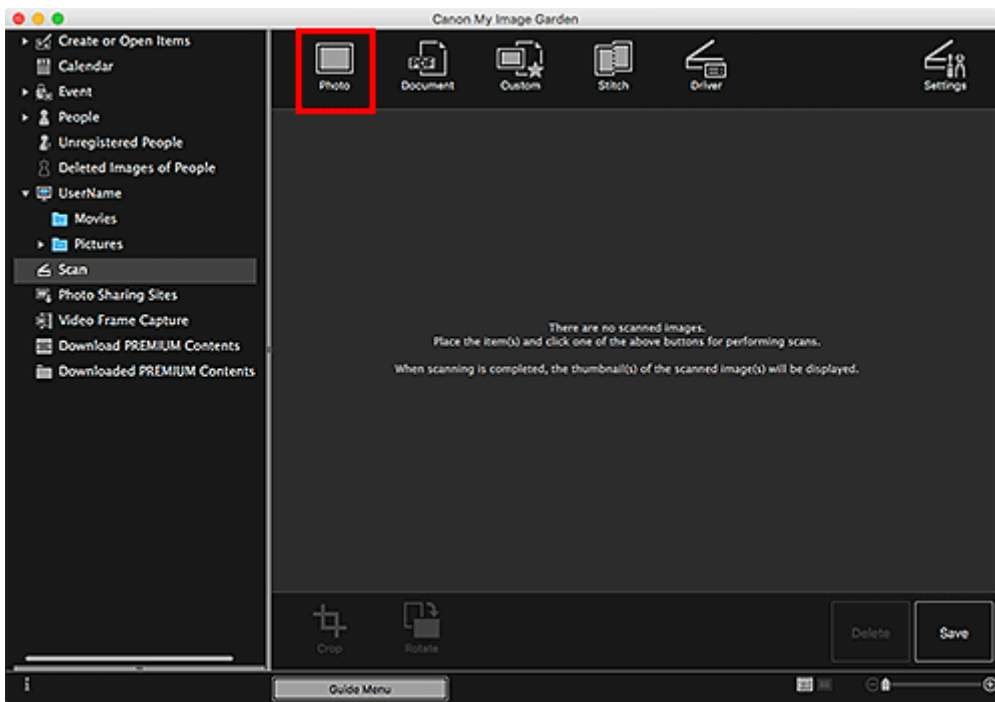 Canon My Image Garden
Create or Open Items
Calendar
Event
People
Unregistered People
Deleted Images of People
UserName
Movies
Pictures
Scan
Photo Sharing Sites
Video Frame Capture
Download PREMIUM Contents
Downloaded PREMIUM Contents
Photo
Document
Custom
Stitch
Driver
Settings
There are no scanned images.
Place the item(s) and click one of the above buttons for performing scans.
When scanning is completed, the thumbnail(s) of the scanned image(s) will be displayed.
Crop
Rotate
Delete
Save
Guide Menu